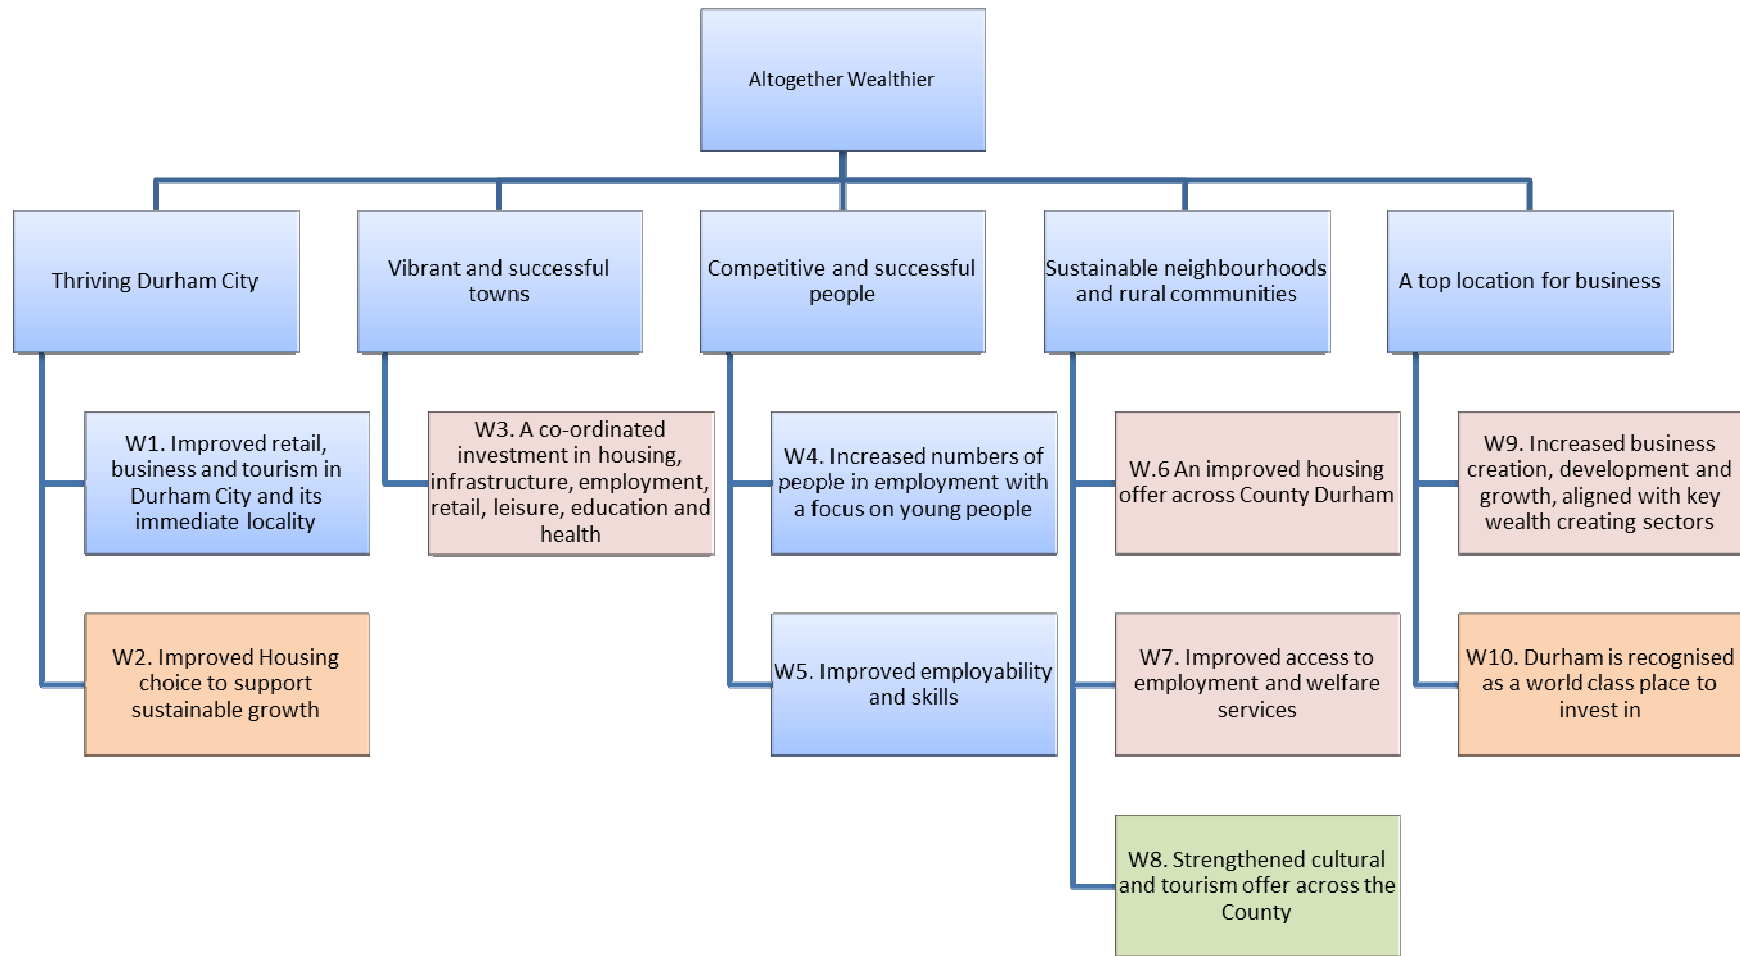 Altogether Wealthier
Thriving Durham City
Vibrant and successful
towns
Competitive and successful
people
Sustainable neighbourhoods
and rural communities
A top location for business
W1. Improved retail,
business and tourism in
Durham City and its
immediate locality
W3. A co-ordinated
investment in housing,
infrastructure, employment,
retail, leisure, education and
health
W4. Increased numbers of
people in employment with
a focus on young people
W.6 An improved housing
offer across County Durham
W9. Increased business
creation, development and
growth, aligned with key
wealth creating sectors
W2. Improved Housing
choice to support
sustainable growth
W5. Improved employability
and skills
W7. Improved access to
employment and welfare
services
W10. Durham is recognised
as a world class place to
invest in
W8. Strengthened cultural
and tourism offer across the
County